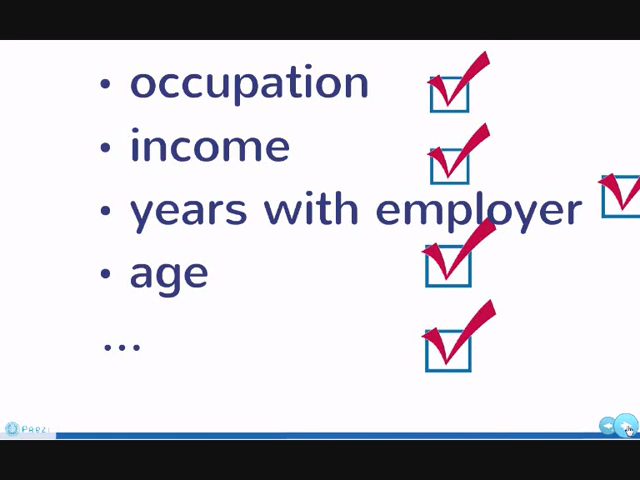 • occupation
• income
• years with employer
• age
...
PREZI